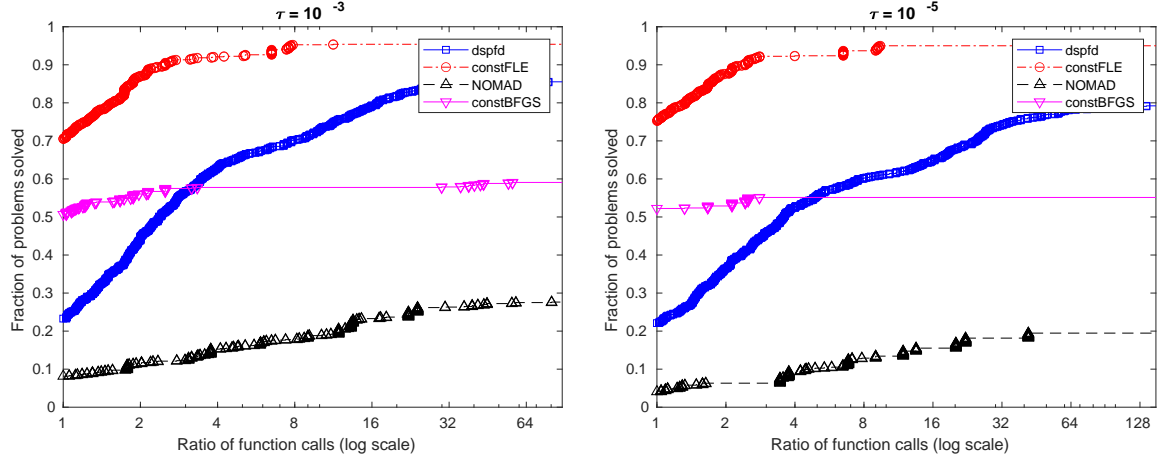 τ = 10 -3
1
0.9
0.8
0.7
0.6
0.5
0.4
0.3
0.2
0.1
0
Fraction of problems solved
dspfd
constFLE
NOMAD
constBFGS
1 2 4 8 16 32 64
Ratio of function calls (log scale)
τ = 10 -5
1
0.9
0.8
0.7
0.6
0.5
0.4
0.3
0.2
0.1
0
Fraction of problems solved
dspfd
constFLE
NOMAD
constBFGS
1 2 4 8 16 32 64 128
Ratio of function calls (log scale)